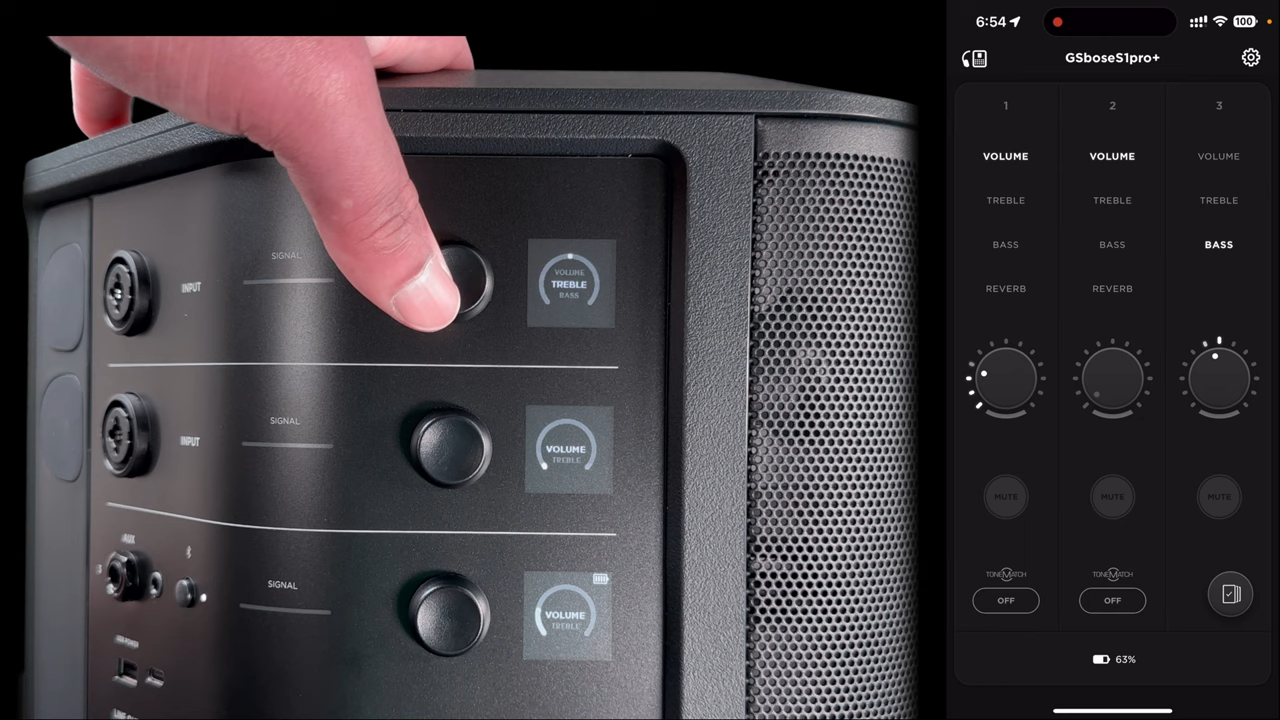 SIGNAL
INPUT
VOLUME
TREBLE
BASS
SIGNAL
INPUT
VOLUME
TREBLE
AUX
SIGNAL
VOLUME
TREBLE
6:54
100
GSboseS1pro+
1 2 3
VOLUME VOLUME VOLUME
TREBLE TREBLE TREBLE
BASS BASS BASS
REVERB REVERB
MUTE MUTE MUTE
TONEMATCH TONEMATCH
OFF OFF
63%